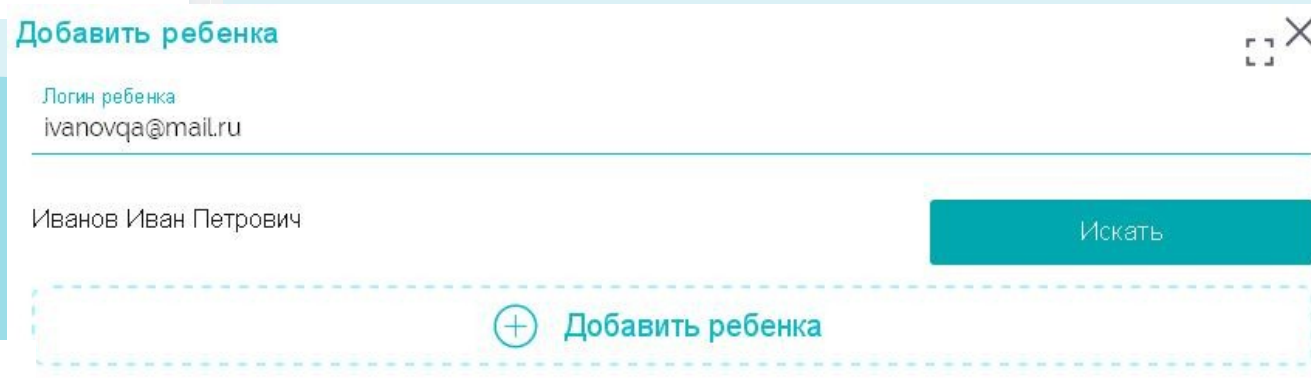 Добавить ребенка
Логин ребенка
ivanovqa@mail.ru
Иванов Иван Петрович
Искать
Добавить ребенка